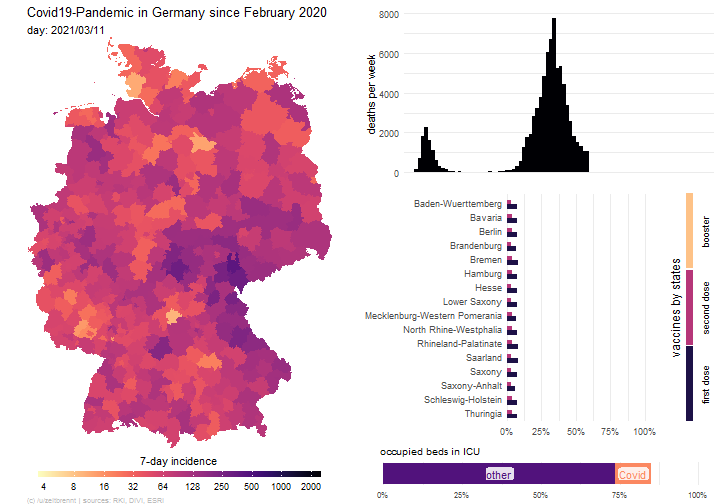 Covid19-Pandemic in Germany since February 2020
day: 2021/03/11
7-day incidence
4 8 16 32 64 128 250 500 1000 2000
(c) /u/zeitbrennt | sources: RKI, DIVI, ESRI
deaths per week
8000
6000
4000
2000
0
Baden-Wuerttemberg
Bavaria
Berlin
Brandenburg
Bremen
Hamburg
Hesse
Lower Saxony
Mecklenburg-Western Pomerania
North Rhine-Westphalia
Rhineland-Palatinate
Saarland
Saxony
Saxony-Anhalt
Schleswig-Holstein
Thuringia
0% 25% 50% 75% 100%
vaccines by states
booster
second dose
first dose
occupied beds in ICU
other Covid
0% 25% 50% 75% 100%